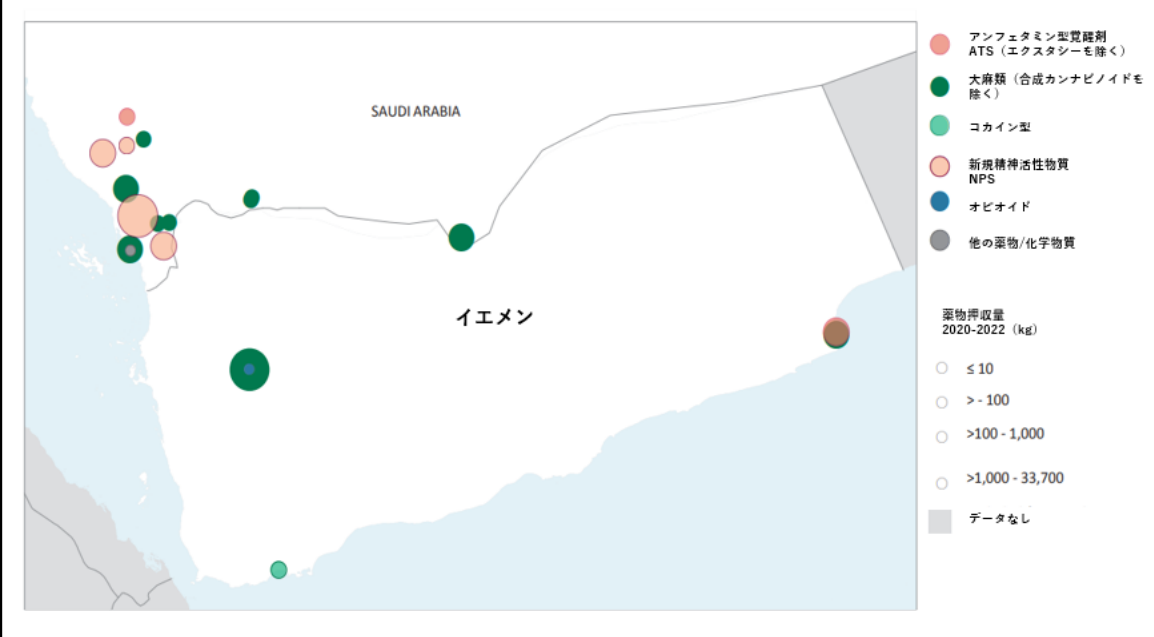 SAUDI ARABIA
イエメン
アンフェタミン型覚醒剤
ATS（エクスタシーを除く）
大麻類（合成カンナビノイドを
除く）
コカイン型
新規精神活性物質
NPS
オピオイド
他の薬物/化学物質
薬物押収量
2020-2022（kg）
≤ 10
> - 100
>100 - 1,000
>1,000 - 33,700
データなし